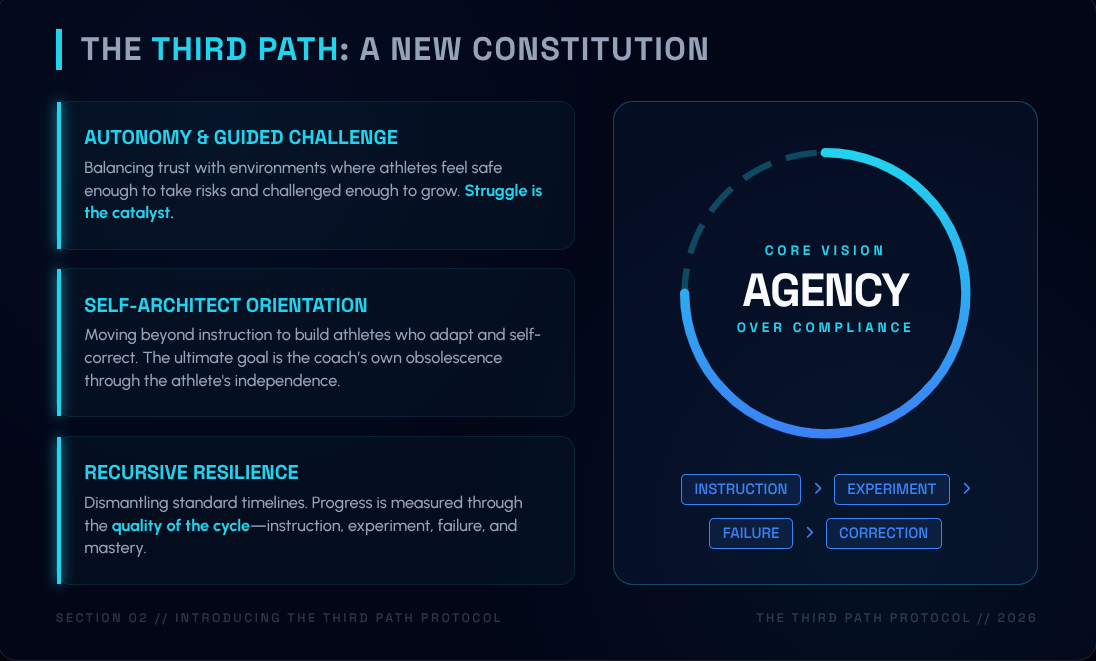 THE THIRD PATH: A NEW CONSTITUTION
AUTONOMY & GUIDED CHALLENGE
Balancing trust with environments where athletes feel safe
enough to take risks and challenged enough to grow. Struggle is
the catalyst.
SELF-ARCHITECT ORIENTATION
Moving beyond instruction to build athletes who adapt and self-
correct. The ultimate goal is the coach's own obsolescence
through the athlete's independence.
RECURSIVE RESILIENCE
Dismantling standard timelines. Progress is measured through
the quality of the cycle—instruction, experiment, failure, and
mastery.
CORE VISION
AGENCY
OVER COMPLIANCE
INSTRUCTION > EXPERIMENT >
FAILURE > CORRECTION
SECTION 02 // INTRODUCING THE THIRD PATH PROTOCOL
THE THIRD PATH PROTOCOL // 2026